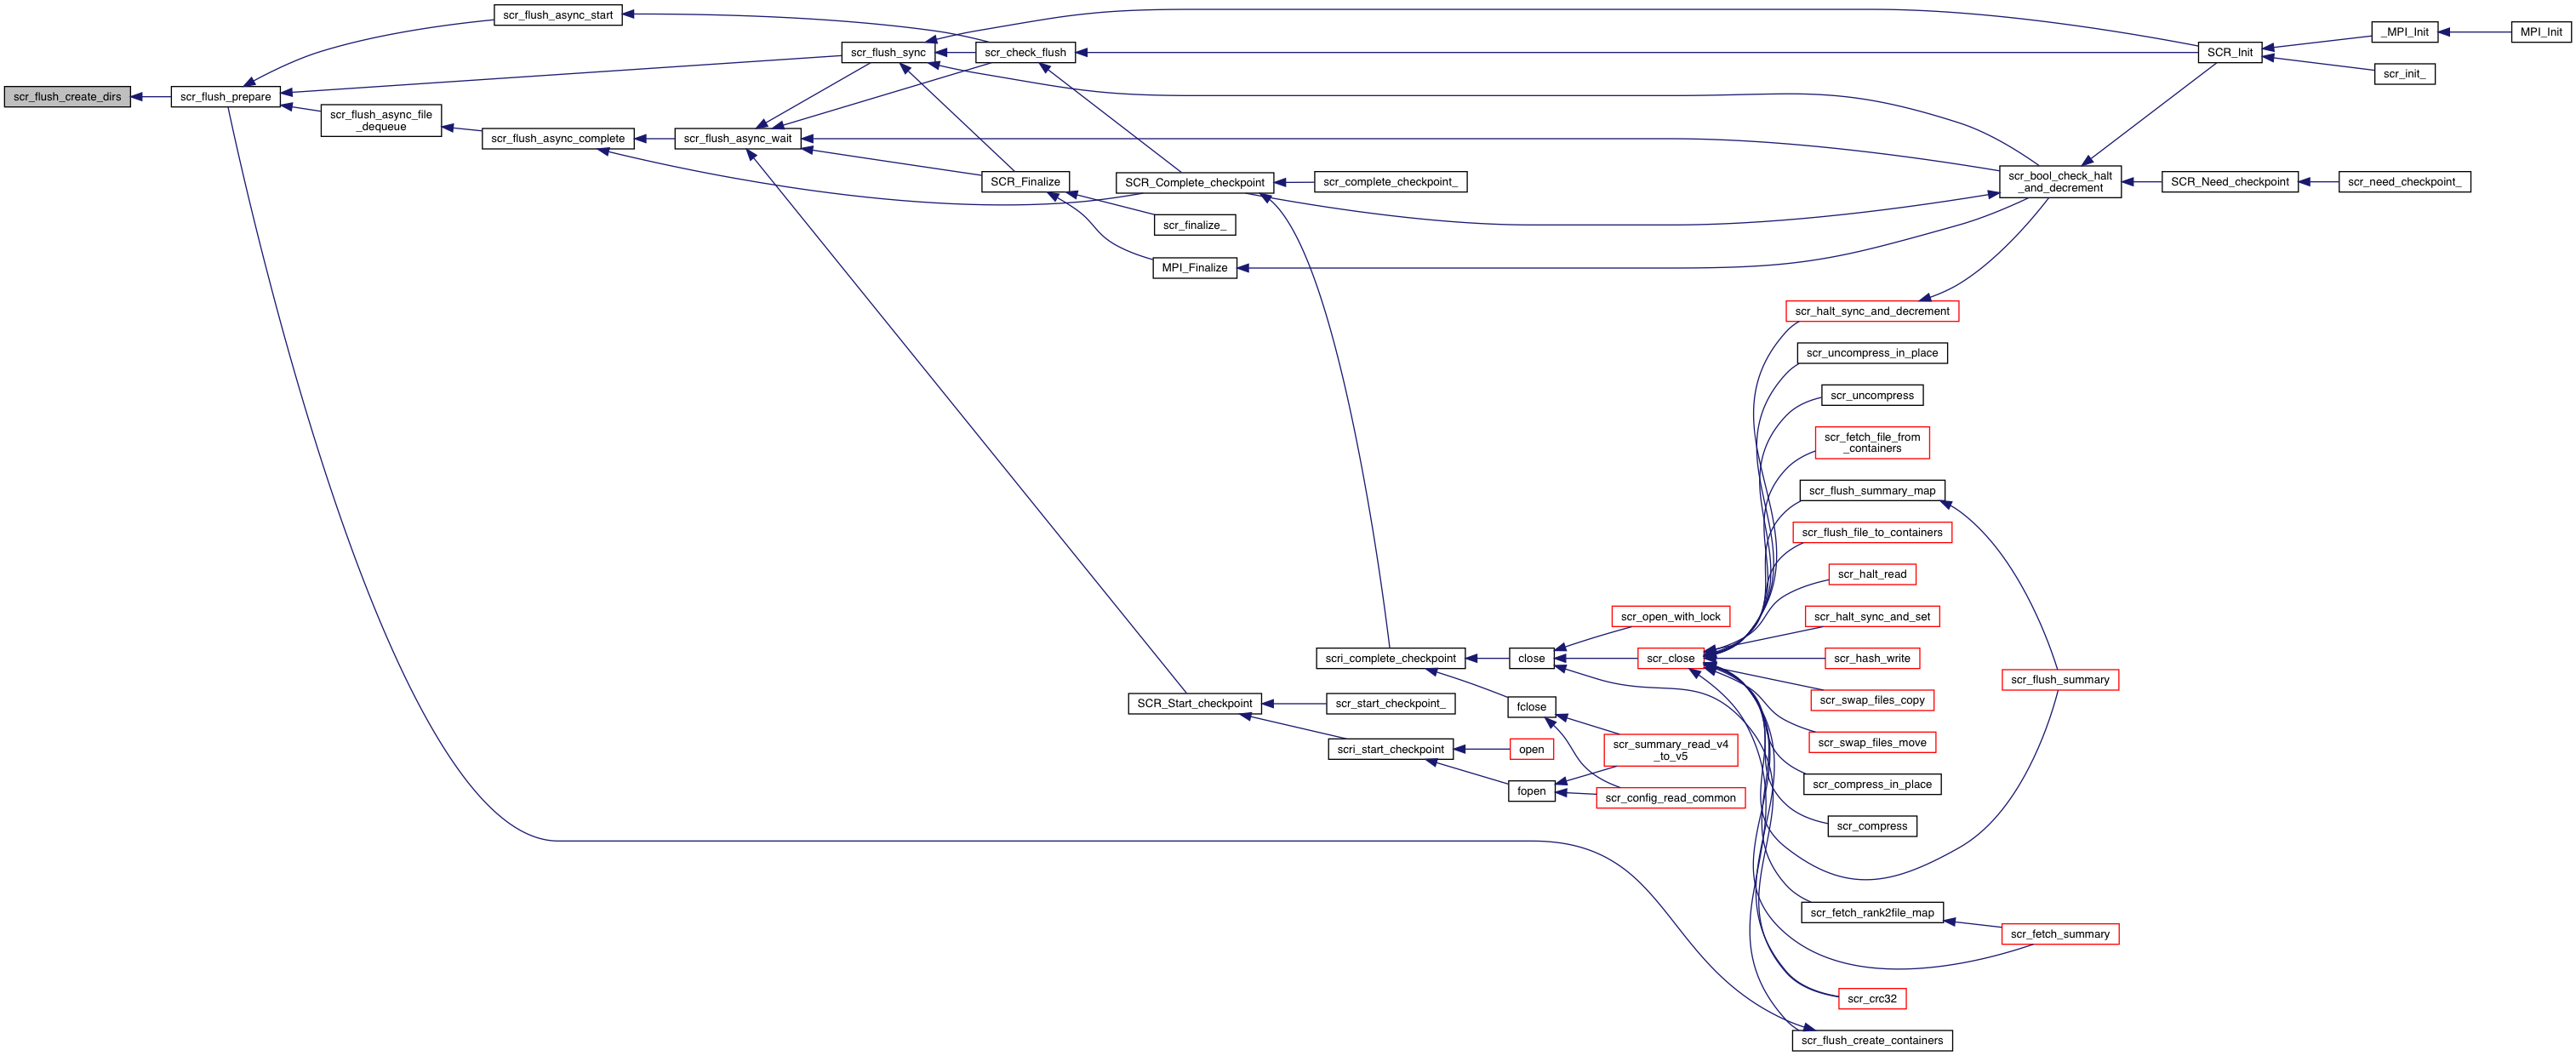 scr_flush_create_dirs
scr_flush_prepare
scr_flush_async_start
scr_flush_async_file
_dequeue
scr_flush_async_complete
scr_flush_async_wait
scr_flush_sync
scr_check_flush
SCR_Finalize
SCR_Complete_checkpoint
scr_complete_checkpoint_
scr_finalize_
MPI_Finalize
SCR_Init
_MPI_Init
MPI_Init
scr_init_
scr_bool_check_halt
_and_decrement
SCR_Need_checkpoint
scr_need_checkpoint_
scr_halt_sync_and_decrement
scr_uncompress_in_place
scr_uncompress
scr_fetch_file_from
_containers
scr_flush_summary_map
scr_flush_file_to_containers
scr_halt_read
scr_halt_sync_and_set
scr_hash_write
scr_swap_files_copy
scr_swap_files_move
scr_compress_in_place
scr_compress
scr_fetch_rank2file_map
scr_fetch_summary
scr_crc32
scr_flush_create_containers
scr_flush_summary
scri_complete_checkpoint
close
scr_open_with_lock
scr_close
fclose
scr_summary_read_v4
_to_v5
scr_config_read_common
SCR_Start_checkpoint
scr_start_checkpoint_
scri_start_checkpoint
open
fopen